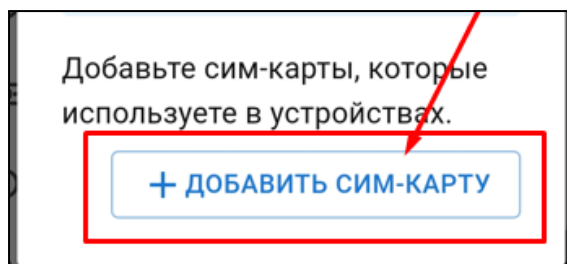 Добавьте сим-карты, которые
используете в устройствах.
+ ДОБАВИТЬ СИМ-КАРТУ